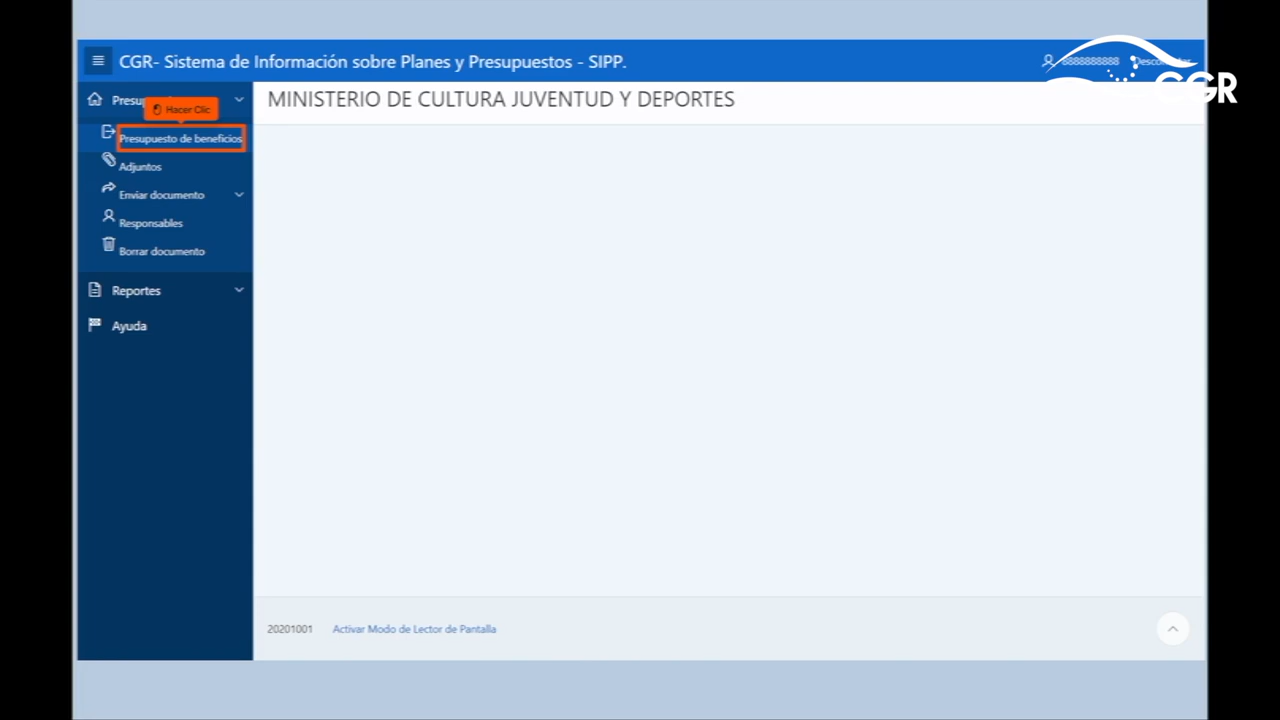 CGR- Sistema de Información sobre Planes y Presupuestos - SIPP.
8888888888
CGR
MINISTERIO DE CULTURA JUVENTUD Y DEPORTES
Hacer Clic
Presupuesto de beneficios
Adjuntos
Enviar documento
Responsables
Borrar documento
Reportes
Ayuda
20201001 Activar Modo de Lector de Pantalla